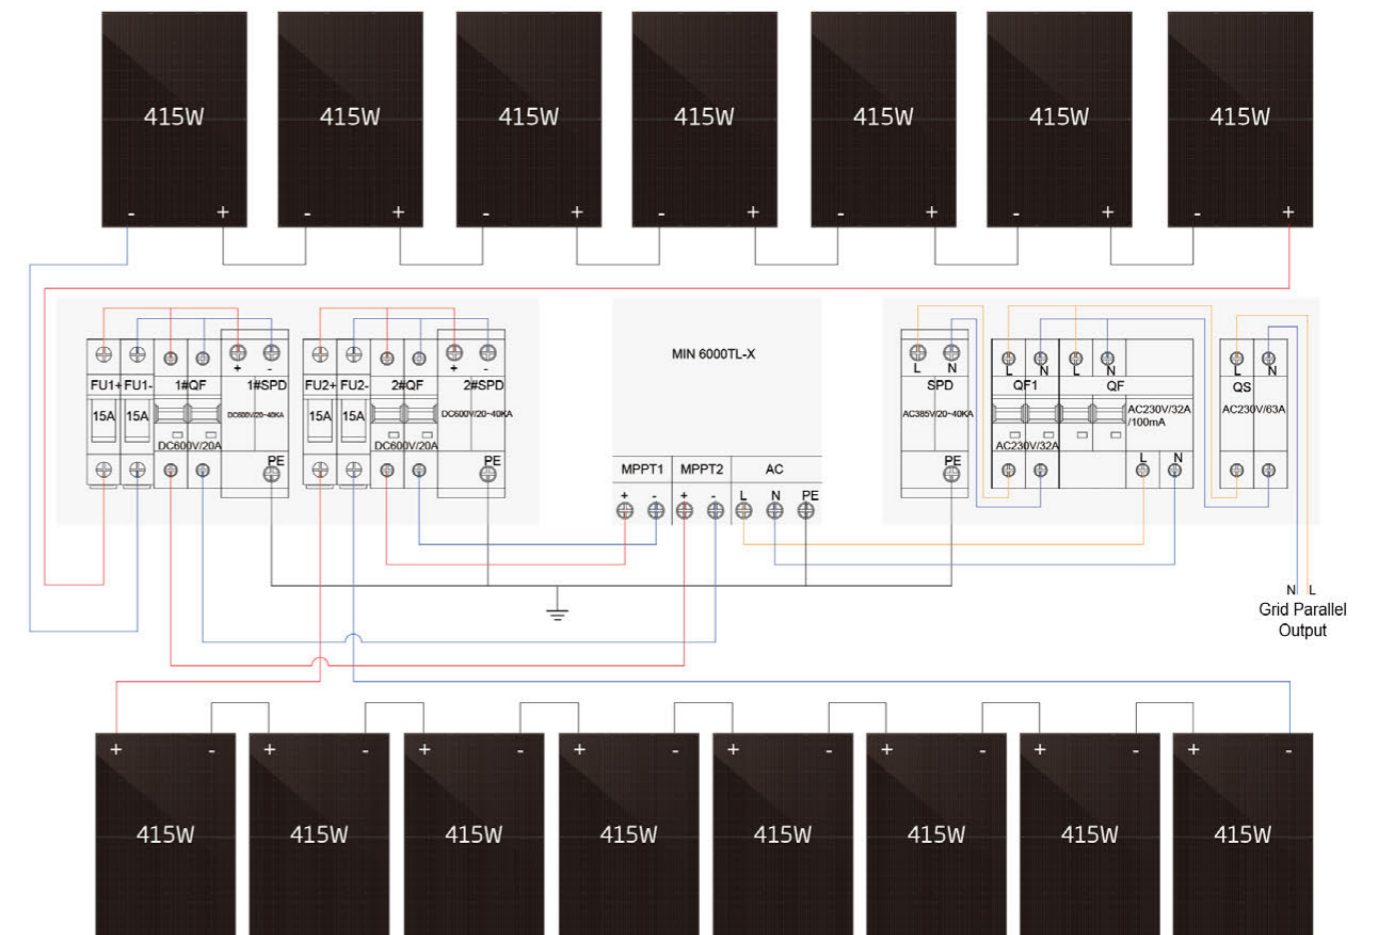 415W 415W 415W 415W 415W 415W 415W
- + - + - + - + - + - + - +
MIN 6000TL-X
+ - + - L N L N L N L N
FU1+ FU1- 1#QF 1#SPD FU2+ FU2- 2#QF 2#SPD SPD QF1 QF QS
15A 15A DC600V/20~40KA 15A 15A DC600V/20~40KA AC385V/20~40KA AC230V/32A AC230V/63A
/100mA
DC600V/20A DC600V/20A AC230V/32A
PE PE PE L N
MPPT1 MPPT2 AC
+ - + - L N PE
N L
Grid Parallel
Output
+ - + - + - + - + - + - + - + -
415W 415W 415W 415W 415W 415W 415W 415W